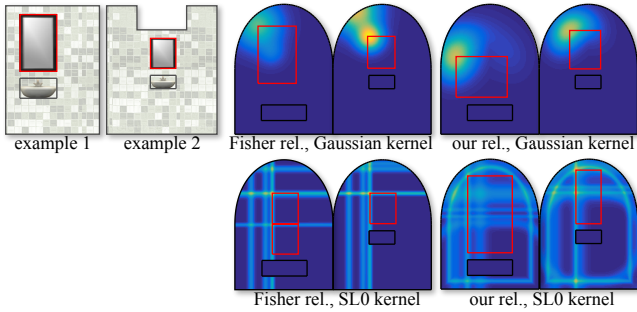 example 1
example 2
Fisher rel., Gaussian kernel
our rel., Gaussian kernel
Fisher rel., SL0 kernel
our rel., SL0 kernel